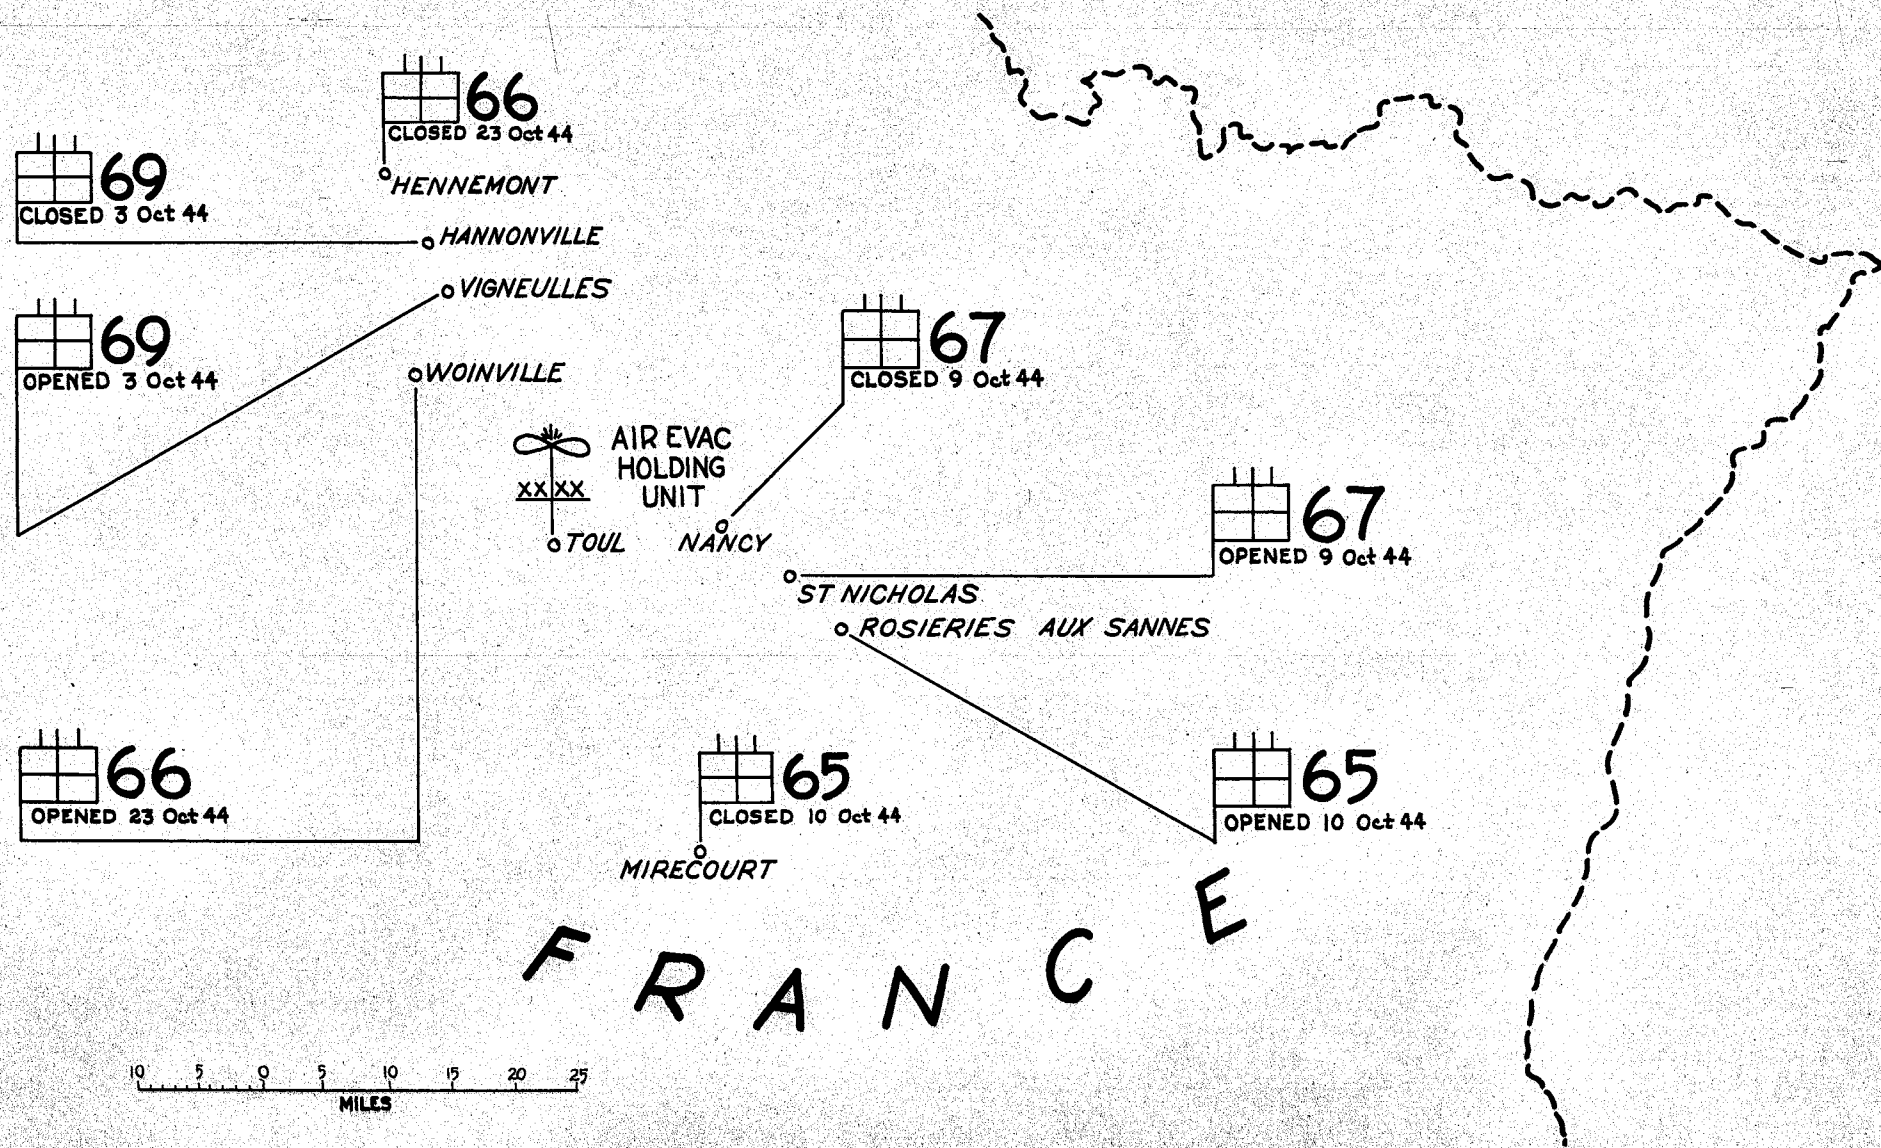 66
CLOSED 23 Oct 44
HENNEMONT
69
CLOSED 3 Oct 44
HANNONVILLE
VIGNEULLES
69
OPENED 3 Oct 44
WOINVILLE
67
CLOSED 9 Oct 44
AIR EVAC
HOLDING
UNIT
XX XX
TOUL
NANCY
67
OPENED 9 Oct 44
ST NICHOLAS
ROSIERIES AUX SANNES
66
OPENED 23 Oct 44
65
CLOSED 10 Oct 44
MIRECOURT
65
OPENED 10 Oct 44
FRANCE
10 5 0 5 10 15 20 25
MILES